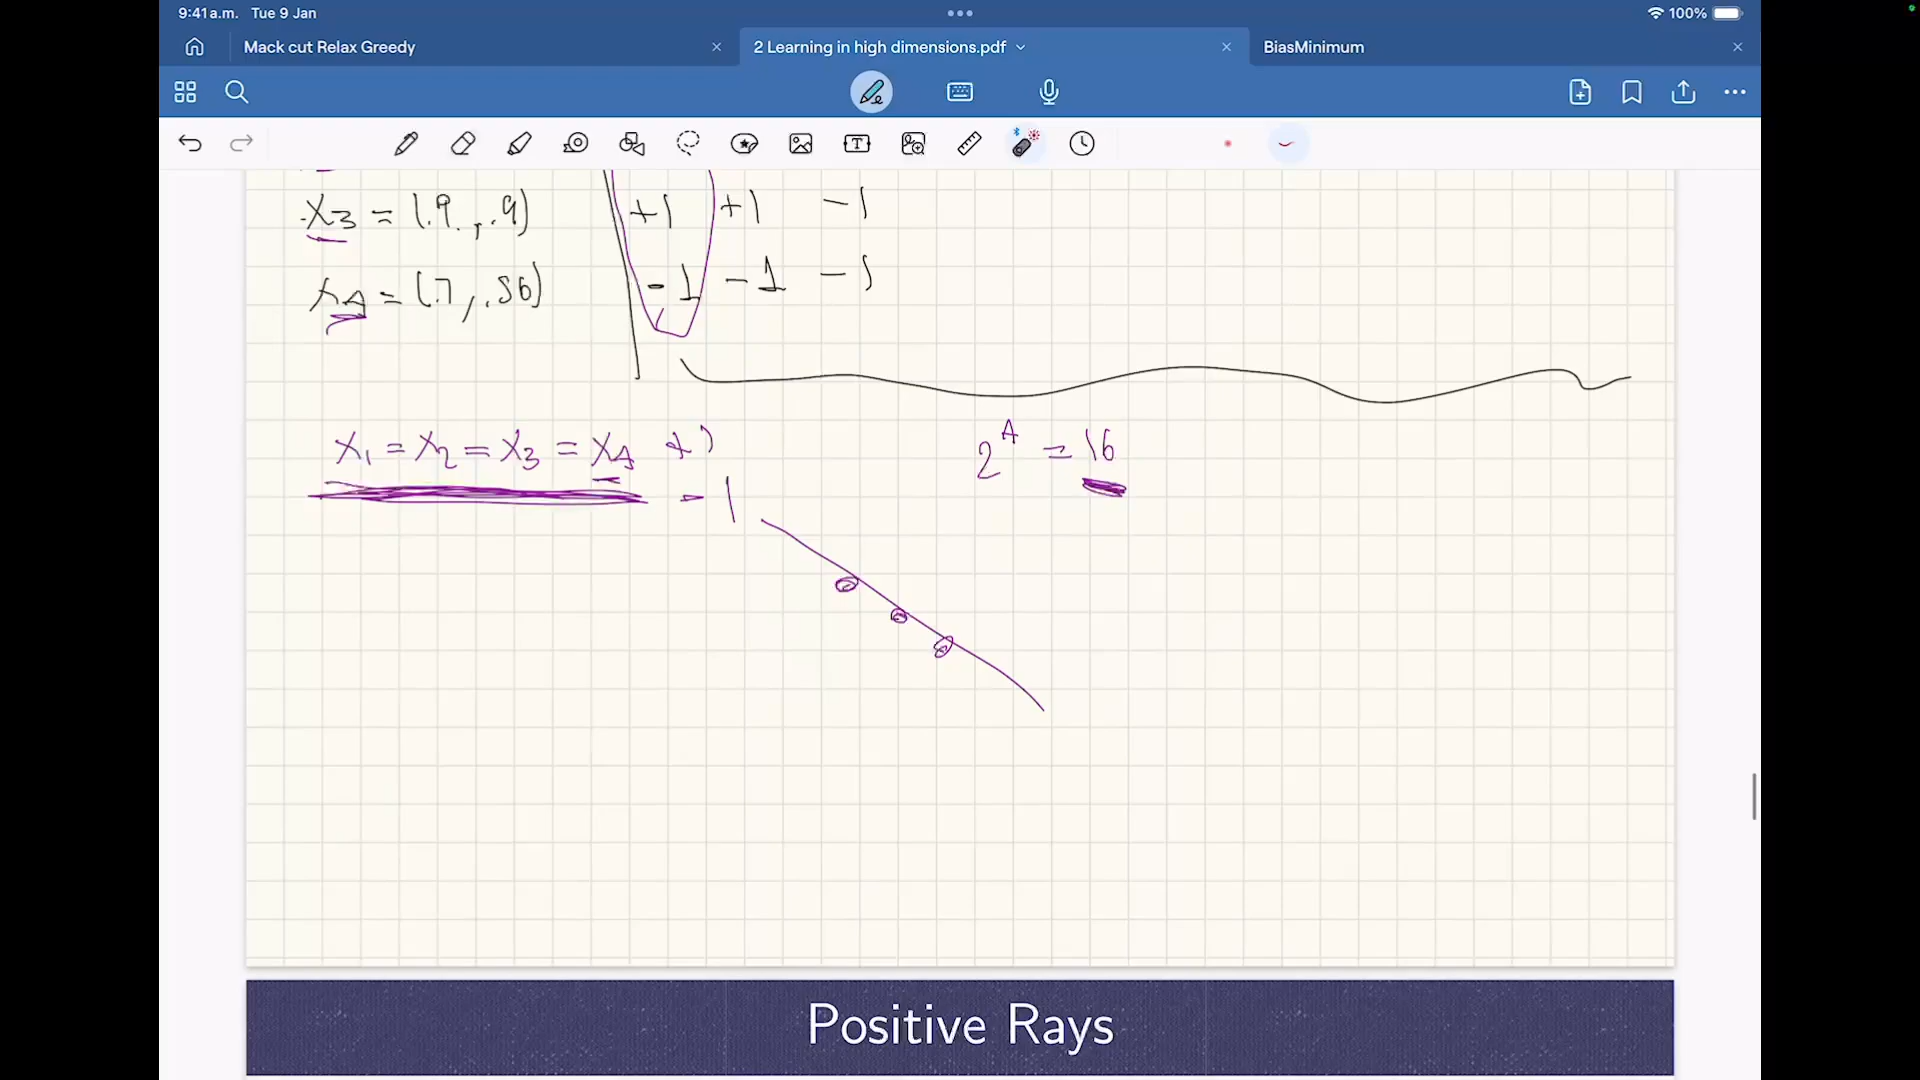 9:41 a.m. Tue 9 Jan
100%
Mack cut Relax Greedy
2 Learning in high dimensions.pdf
BiasMinimum
x3 = (.9, .9) +1 +1 -1
x4 = (.7, .56) -1 -1 -1
x1 = x2 = x3 = x4 +1
-1
2^4 = 16
Positive Rays